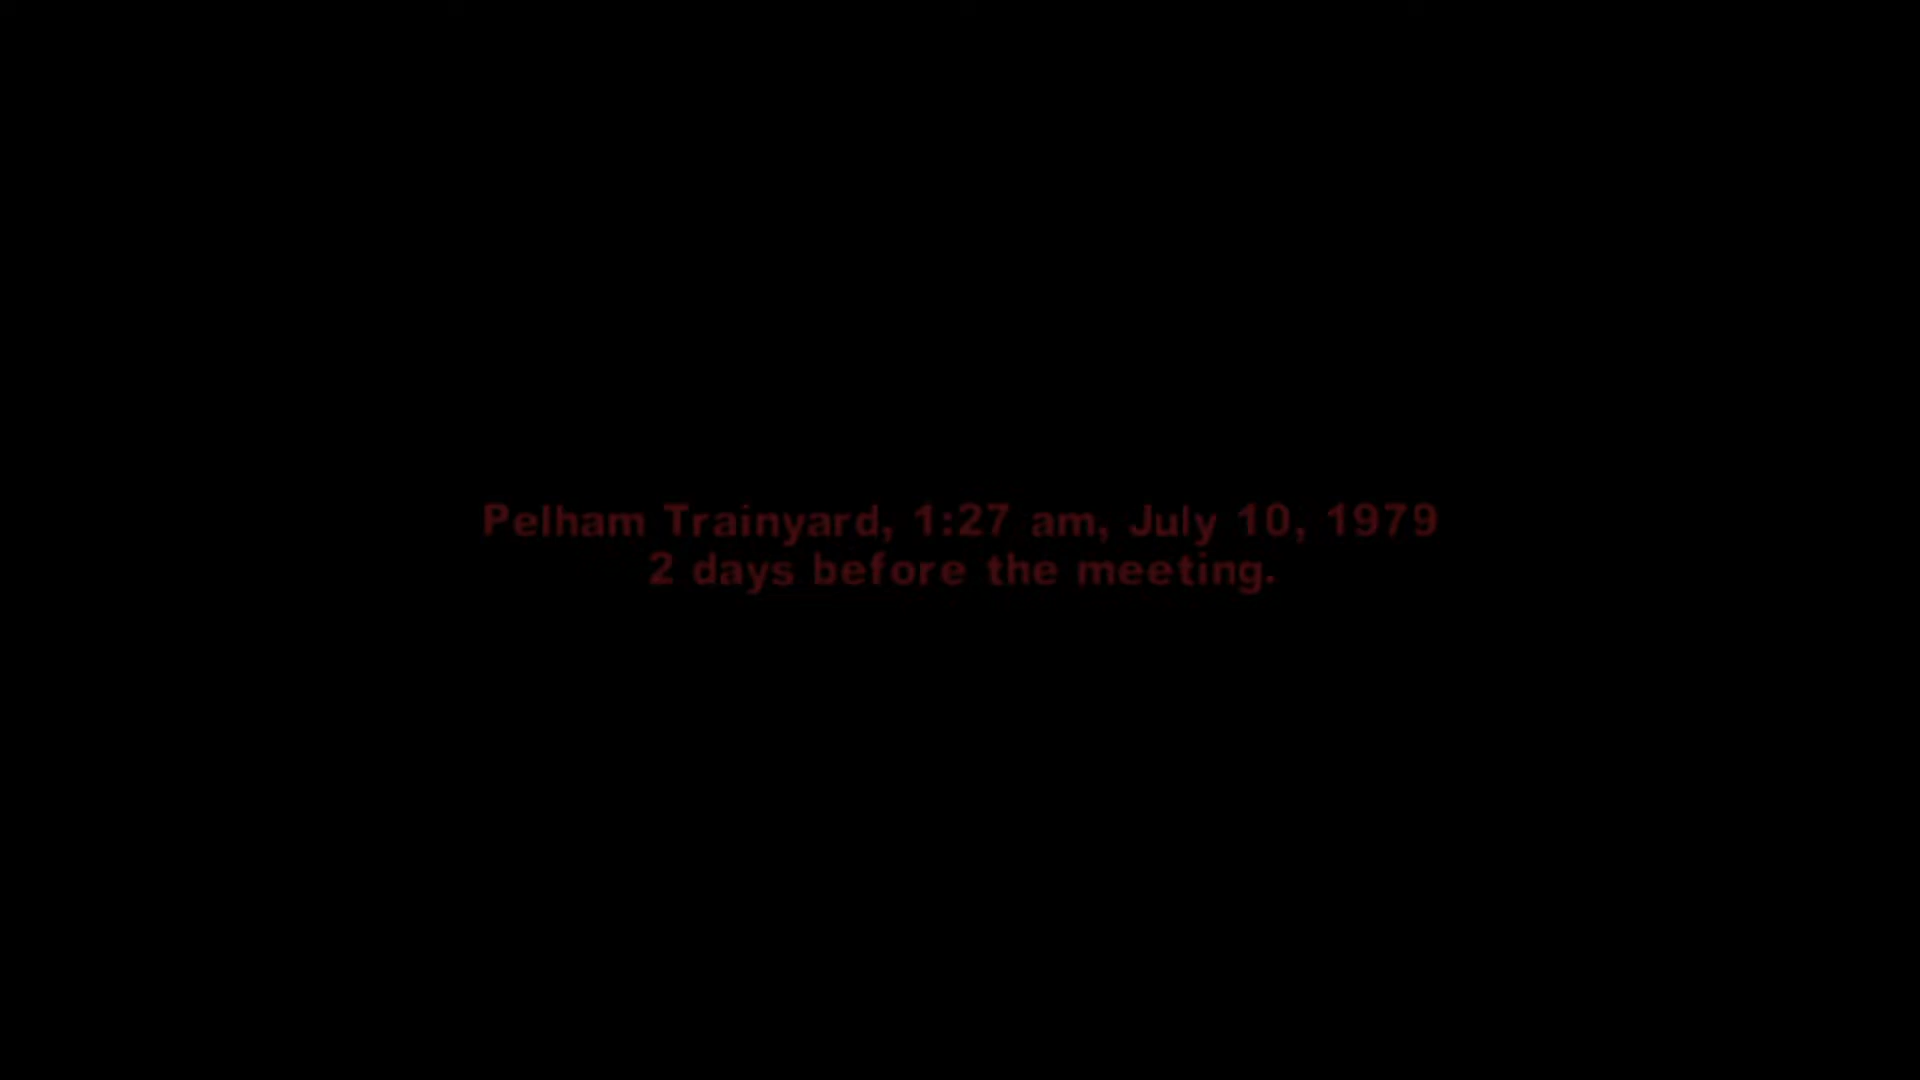 Pelham Trainyard, 1:27 am, July 10, 1979
2 days before the meeting.